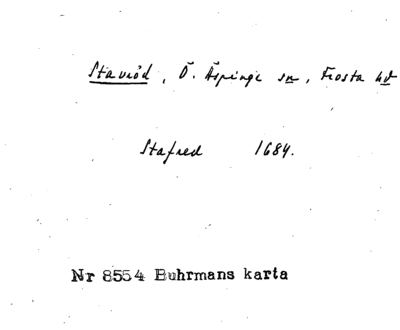 Stavröd, Ö. Äspinge sn, Frosta hd
Stafred 1684.
Nr 8554 Buhrmans karta